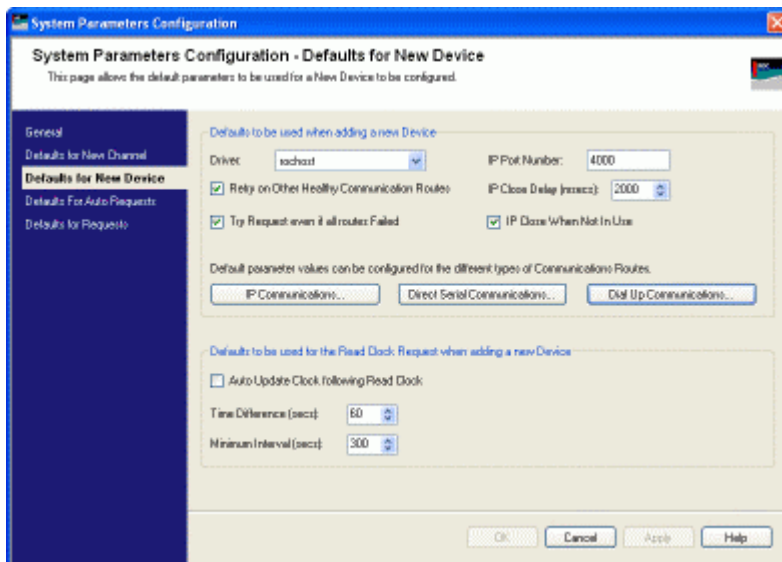 System Parameters Configuration
System Parameters Configuration - Defaults for New Device
This page allows the default parameters to be used for a New Device to be configured.
General
Defaults for New Channel
Defaults for New Device
Defaults For Auto Requests
Defaults for Requests
Defaults to be used when adding a new Device
Driver: rochost IP Port Number: 4000
Retry on Other Healthy Communication Routes IP Close Delay (msecs): 2000
Try Request even if all routes Failed IP Close When Not In Use
Default parameter values can be configured for the different types of Communications Routes.
IP Communications... Direct Serial Communications... Dial Up Communications...
Defaults to be used for the Read Clock Request when adding a new Device
Auto Update Clock following Read Clock
Time Difference (secs): 60
Minimum Interval (secs): 300
OK Cancel Apply Help